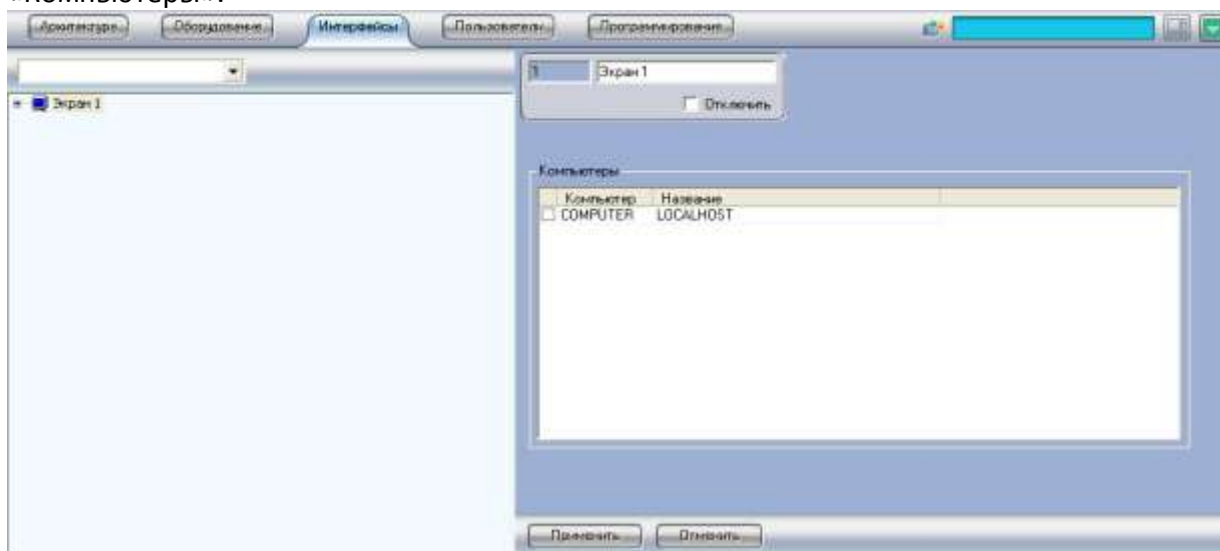 «Компьютеры».
Архитектура Оборудование Интерфейсы Пользователи Программирование
1 Экран 1
Экран 1
Отключить
Компьютеры
Компьютер Название
COMPUTER LOCALHOST
Применить Отменить